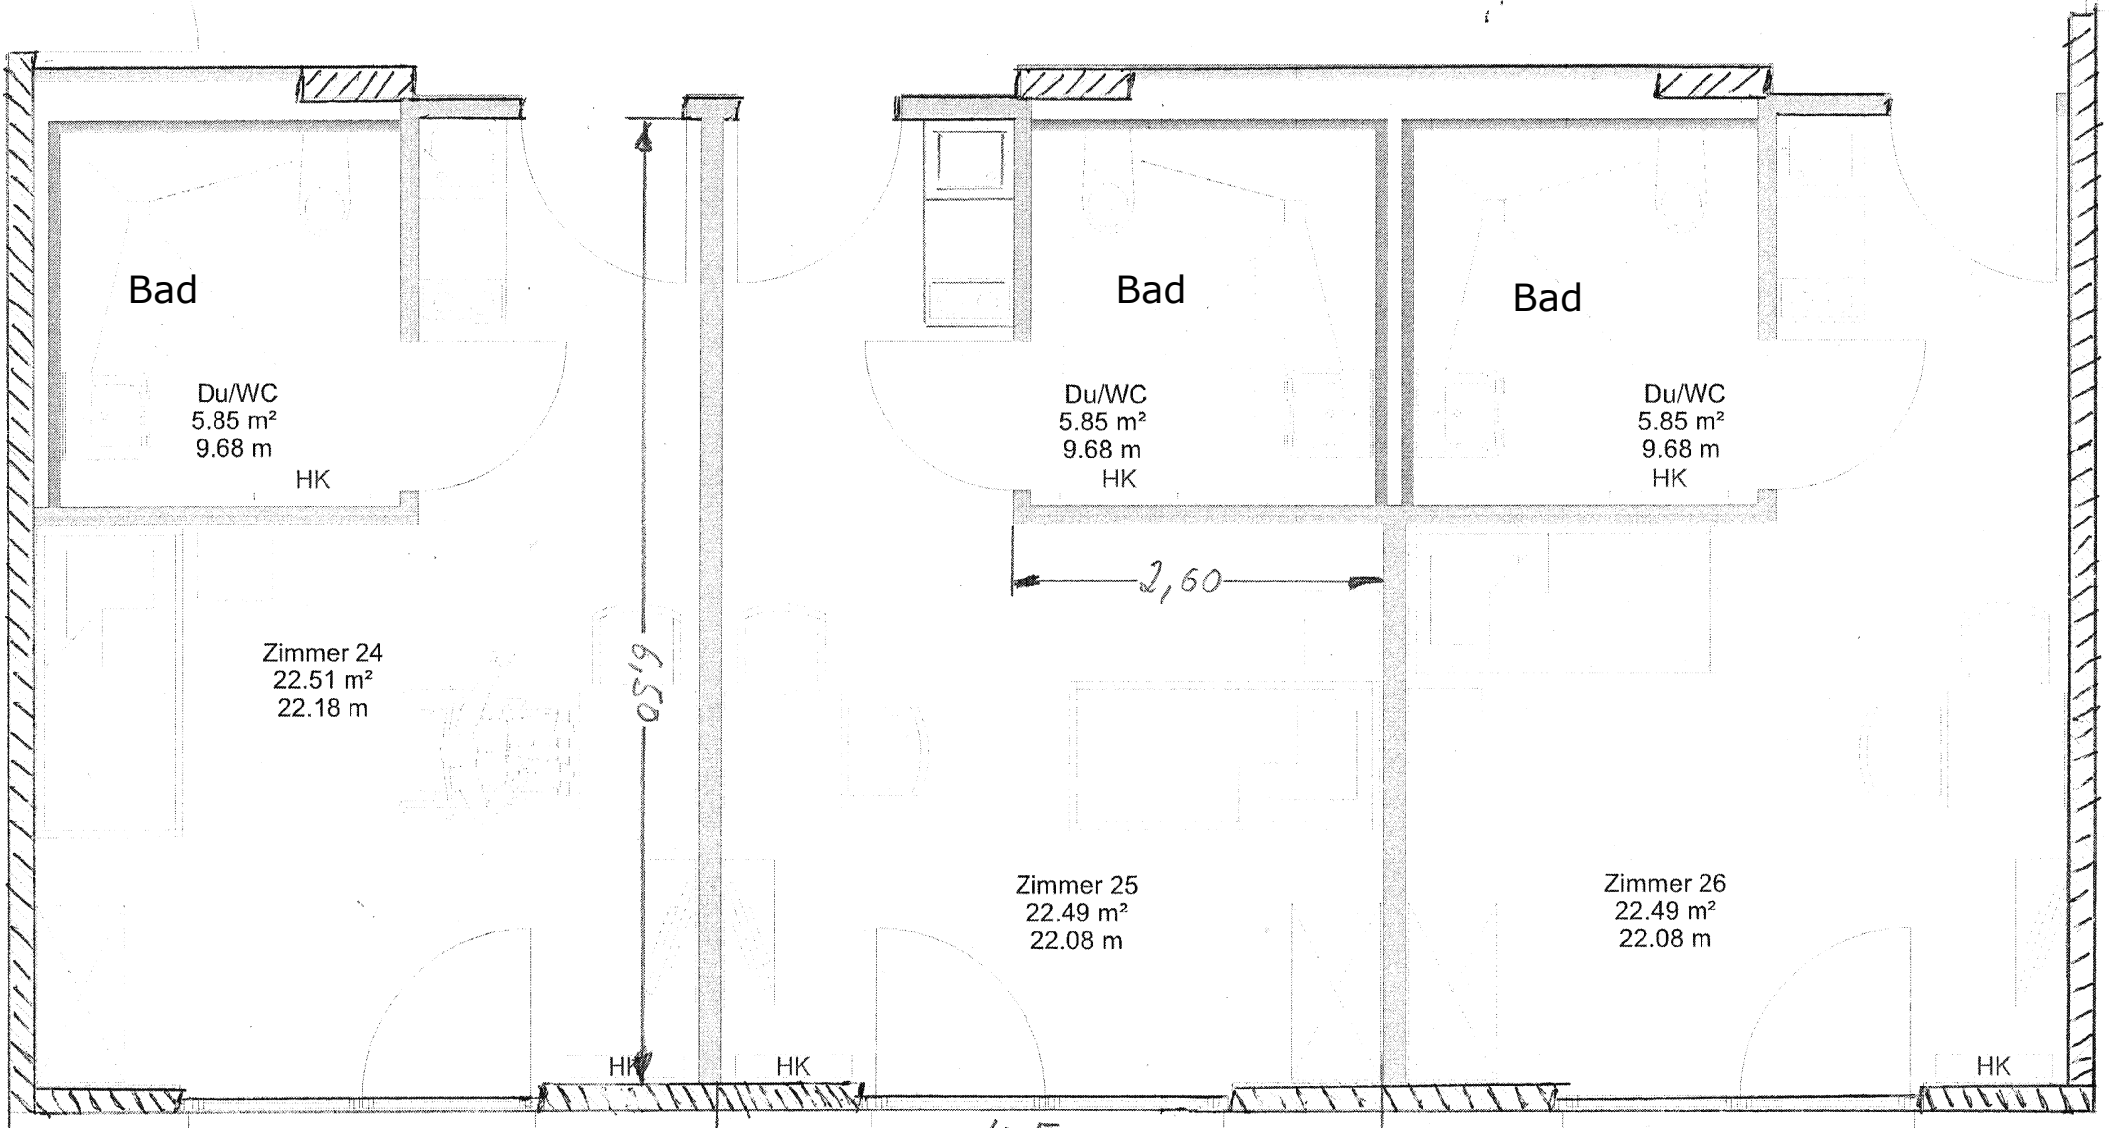 Bad
Du/WC
5.85 m²
9.68 m
HK
Bad
Du/WC
5.85 m²
9.68 m
HK
Bad
Du/WC
5.85 m²
9.68 m
HK
2,60
6,50
Zimmer 24
22.51 m²
22.18 m
Zimmer 25
22.49 m²
22.08 m
Zimmer 26
22.49 m²
22.08 m
HK
HK
HK